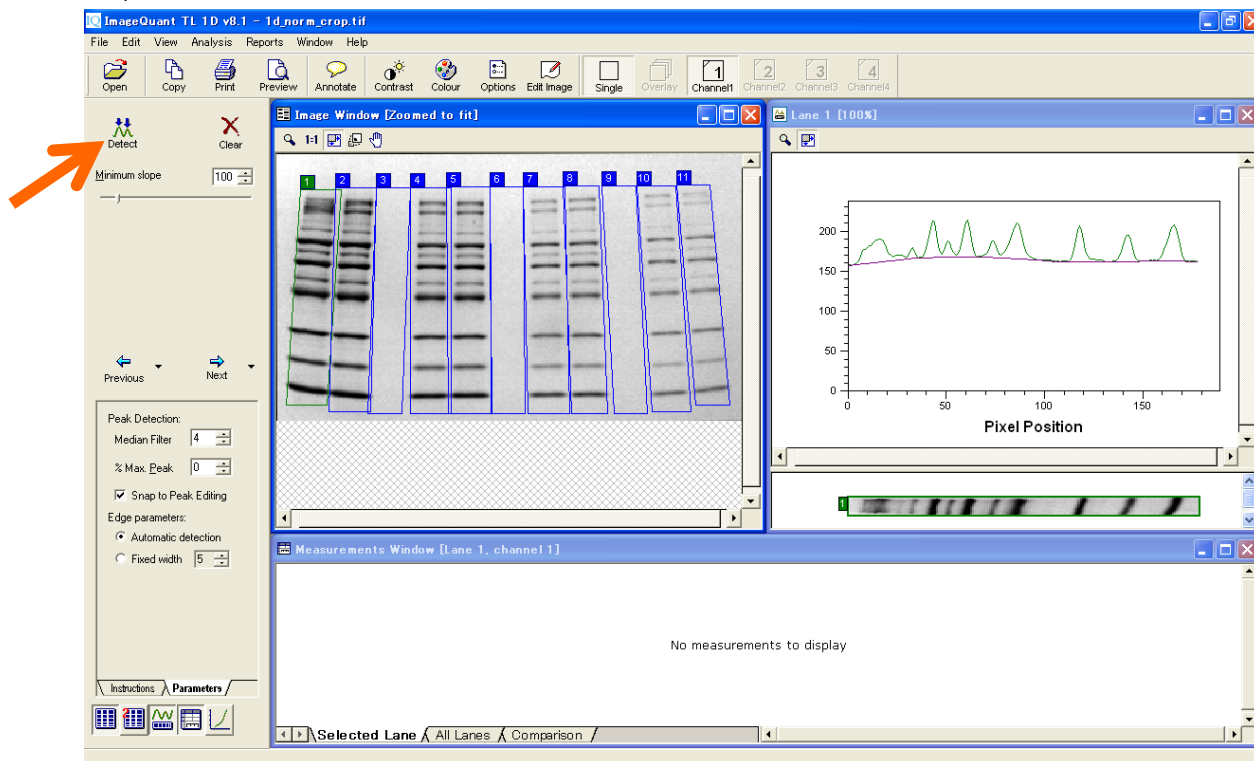 ImageQuant TL 1D v8.1 - 1d_norm_crop.tif
File Edit View Analysis Reports Window Help
Open Copy Print Preview Annotate Contrast Colour Options Edit Image Single Overlay Channel1 Channel2 Channel3 Channel4
1 2 3 4
Detect Clear
Minimum slope 100
Image Window [Zoomed to fit]
1:1
1 2 3 4 5 6 7 8 9 10 11
Lane 1 [100%]
200
150
100
50
0
0 50 100 150
Pixel Position
1
Previous Next
Peak Detection:
Median Filter 4
% Max. Peak 0
Snap to Peak Editing
Edge parameters:
Automatic detection
Fixed width 5
Instructions Parameters
Measurements Window [Lane 1, channel 1]
No measurements to display
Selected Lane All Lanes Comparison